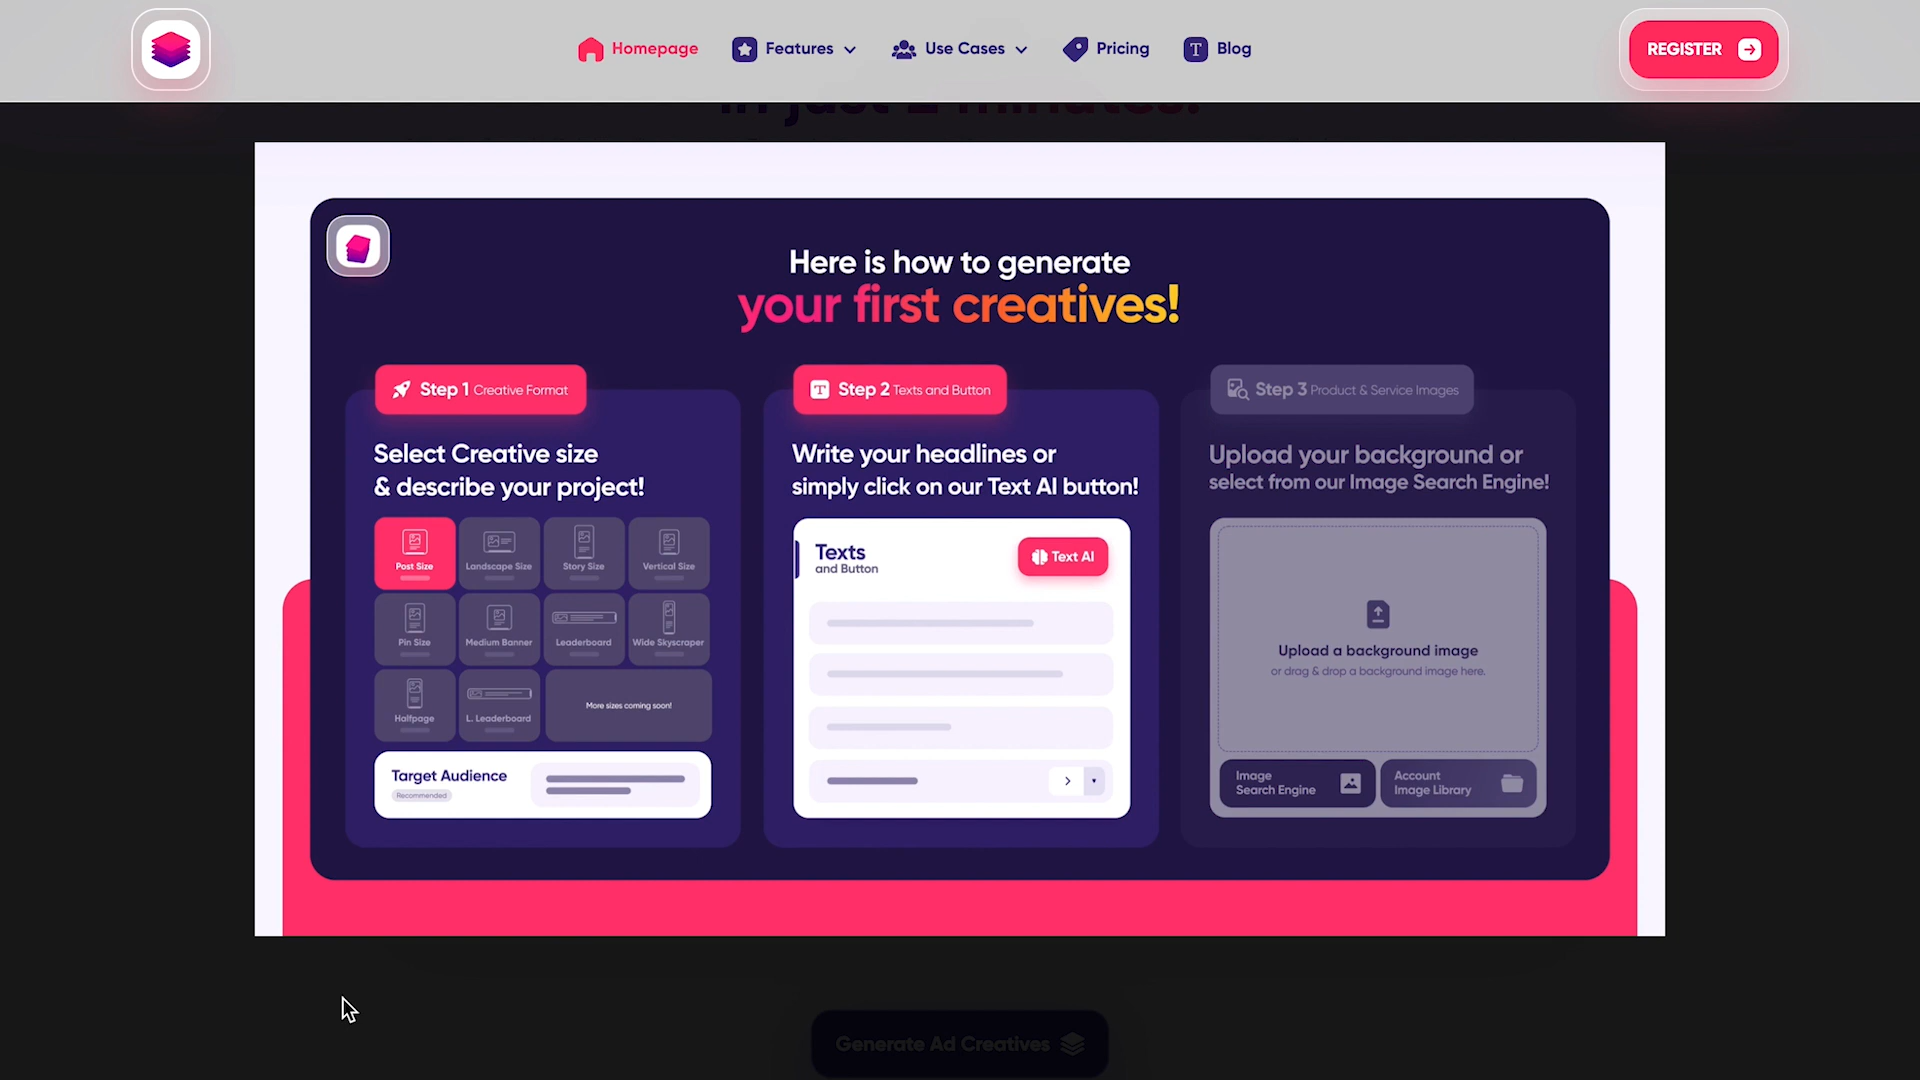 Homepage
Features
Use Cases
Pricing
T Blog
REGISTER
in just 2 minutes!
Here is how to generate
your first creatives!
Step 1 Creative Format
Select Creative size
& describe your project!
Post Size
Landscape Size
Story Size
Vertical Size
Pin Size
Medium Banner
Leaderboard
Wide Skyscraper
Halfpage
L. Leaderboard
More sizes coming soon!
Target Audience
Recommended
T Step 2 Texts and Button
Write your headlines or
simply click on our Text AI button!
Texts
and Button
Text AI
Step 3 Product & Service Images
Upload your background or
select from our Image Search Engine!
Upload a background image
or drag & drop a background image here.
Image
Search Engine
Account
Image Library
Generate Ad Creatives